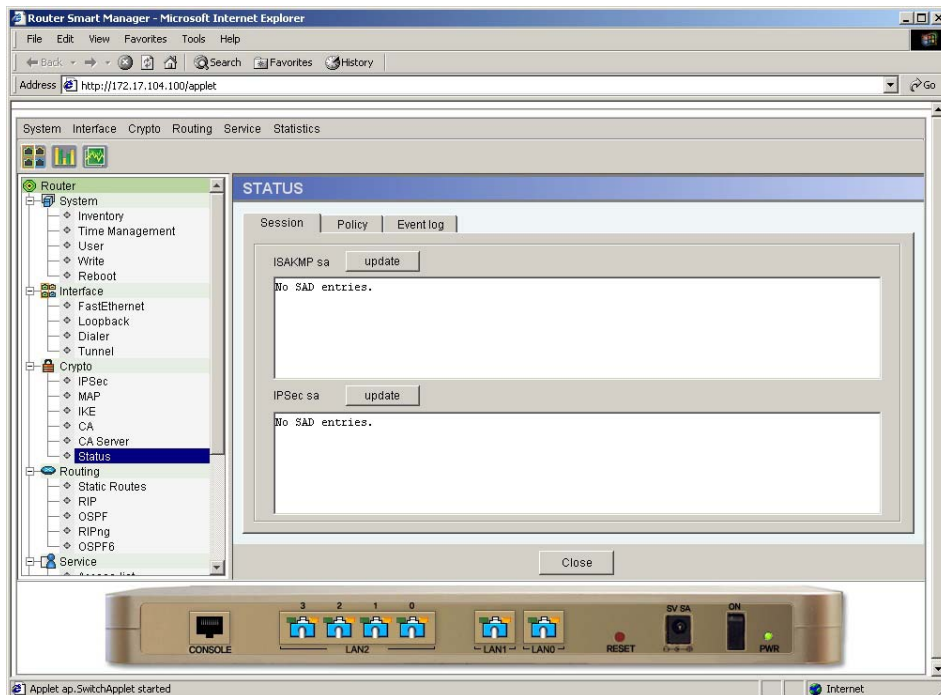 Router Smart Manager - Microsoft Internet Explorer
File Edit View Favorites Tools Help
Back Search Favorites History
Address http://172.17.104.100/applet Go
System Interface Crypto Routing Service Statistics
Router
System
Inventory
Time Management
User
Write
Reboot
Interface
FastEthernet
Loopback
Dialer
Tunnel
Crypto
IPSec
MAP
IKE
CA
CA Server
Status
Routing
Static Routes
RIP
OSPF
RIPng
OSPF6
Service
STATUS
Session Policy Event log
ISAKMP sa update
No SAD entries.
IPSec sa update
No SAD entries.
Close
3 2 1 0 SV SA ON
CONSOLE LAN2 LAN1 LAN0 RESET PWR
Applet ap.SwitchApplet started Internet